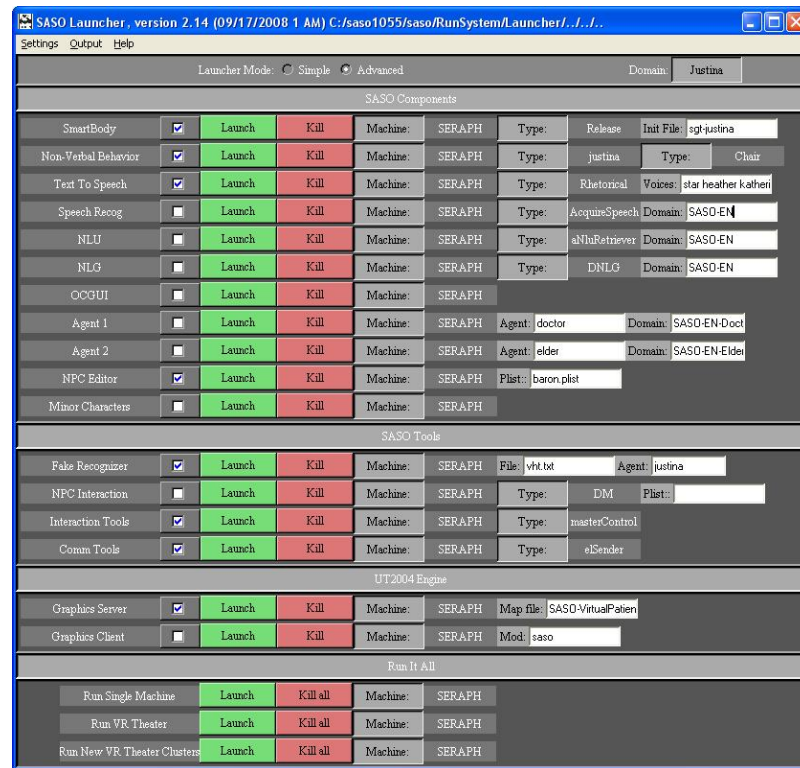 SASO Launcher , version 2.14 (09/17/2008 1 AM) C:/saso1055/saso/RunSystem/Launcher/../../..
Settings Output Help
Launcher Mode: Simple Advanced Domain: Justina
SASO Components
SmartBody Launch Kill Machine: SERAPH Type: Release Init File: sgt-justina
Non-Verbal Behavior Launch Kill Machine: SERAPH Type: justina Type: Chair
Text To Speech Launch Kill Machine: SERAPH Type: Rhetorical Voices: star heather katheri
Speech Recog Launch Kill Machine: SERAPH Type: AcquireSpeech Domain: SASO-EN
NLU Launch Kill Machine: SERAPH Type: aNluRetriever Domain: SASO-EN
NLG Launch Kill Machine: SERAPH Type: DNLG Domain: SASO-EN
OCGUI Launch Kill Machine: SERAPH
Agent 1 Launch Kill Machine: SERAPH Agent: doctor Domain: SASO-EN-Doct
Agent 2 Launch Kill Machine: SERAPH Agent: elder Domain: SASO-EN-Elder
NPC Editor Launch Kill Machine: SERAPH Plist:: baron.plist
Minor Characters Launch Kill Machine: SERAPH
SASO Tools
Fake Recognizer Launch Kill Machine: SERAPH File: vht.txt Agent: justina
NPC Interaction Launch Kill Machine: SERAPH Type: DM Plist::
Interaction Tools Launch Kill Machine: SERAPH Type: masterControl
Comm Tools Launch Kill Machine: SERAPH Type: elSender
UT2004 Engine
Graphics Server Launch Kill Machine: SERAPH Map file: SASO-VirtualPatien
Graphics Client Launch Kill Machine: SERAPH Mod: saso
Run It All
Run Single Machine Launch Kill all Machine: SERAPH
Run VR Theater Launch Kill all Machine: SERAPH
Run New VR Theater Clusters Launch Kill all Machine: SERAPH